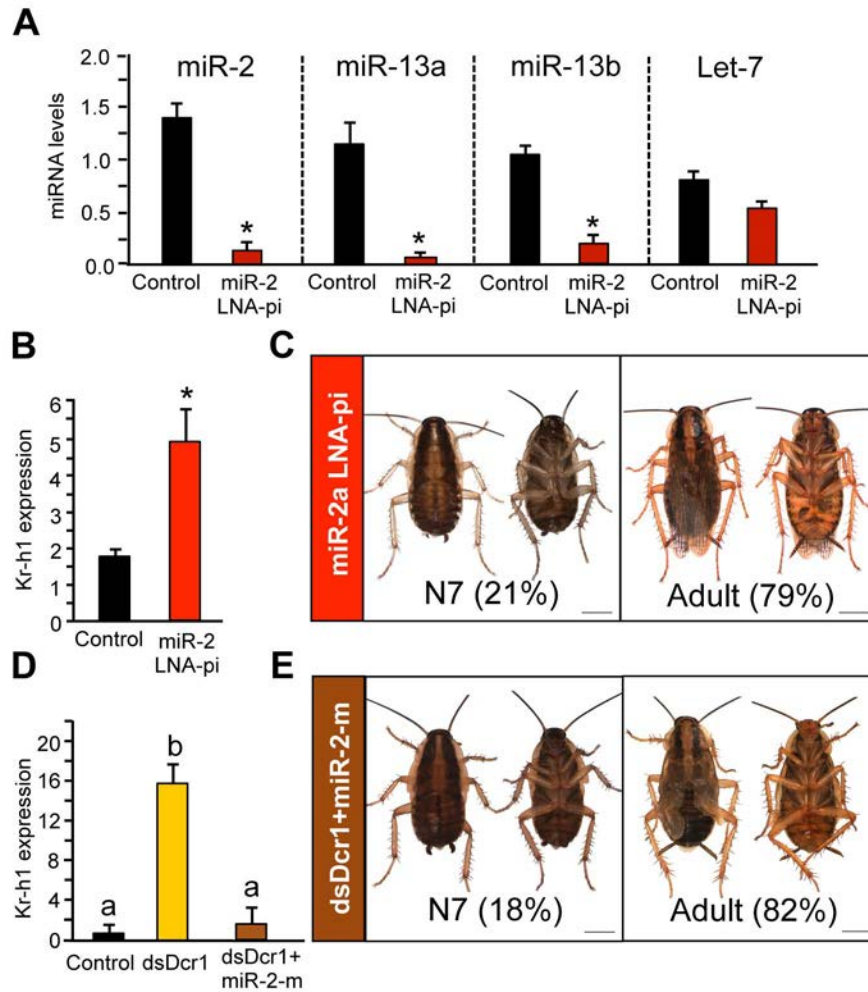 A
miRNA levels
2.0
1.5
1.0
0.5
0.0
miR-2
miR-13a
miR-13b
Let-7
*
*
*
Control
miR-2
LNA-pi
Control
miR-2
LNA-pi
Control
miR-2
LNA-pi
Control
miR-2
LNA-pi
B
Kr-h1 expression
6
5
4
3
2
1
0
*
Control
miR-2
LNA-pi
C
miR-2a LNA-pi
N7 (21%)
Adult (79%)
D
Kr-h1 expression
20
16
12
8
4
0
a
b
a
Control
dsDcr1
dsDcr1+
miR-2-m
E
dsDcr1+miR-2-m
N7 (18%)
Adult (82%)